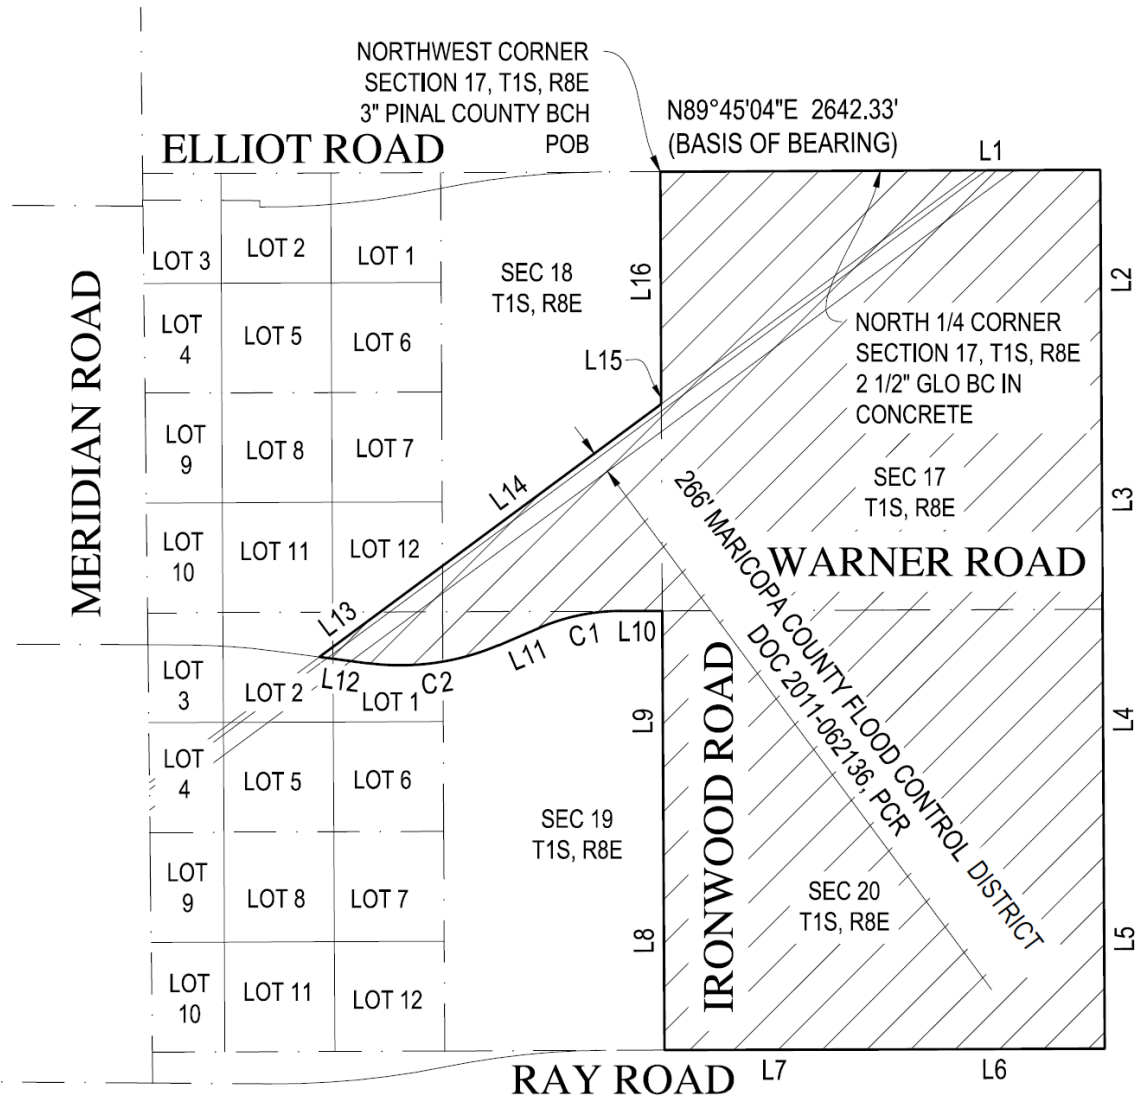 NORTHWEST CORNER
SECTION 17, T1S, R8E
3" PINAL COUNTY BCH
POB
N89°45'04"E 2642.33'
(BASIS OF BEARING)
L1
ELLIOT ROAD
MERIDIAN ROAD
LOT 3
LOT 2
LOT 1
SEC 18
T1S, R8E
L16
L2
LOT
4
LOT 5
LOT 6
L15
NORTH 1/4 CORNER
SECTION 17, T1S, R8E
2 1/2" GLO BC IN
CONCRETE
LOT
9
LOT 8
LOT 7
L14
SEC 17
T1S, R8E
L3
LOT
10
LOT 11
LOT 12
266' MARICOPA COUNTY FLOOD CONTROL DISTRICT
DOC 2011-062136, PCR
WARNER ROAD
L13
L12
C2
L11
C1
L10
LOT
3
LOT 2
LOT 1
L9
IRONWOOD ROAD
L4
LOT
4
LOT 5
LOT 6
SEC 19
T1S, R8E
LOT
9
LOT 8
LOT 7
SEC 20
T1S, R8E
L8
L5
LOT
10
LOT 11
LOT 12
RAY ROAD
L7
L6